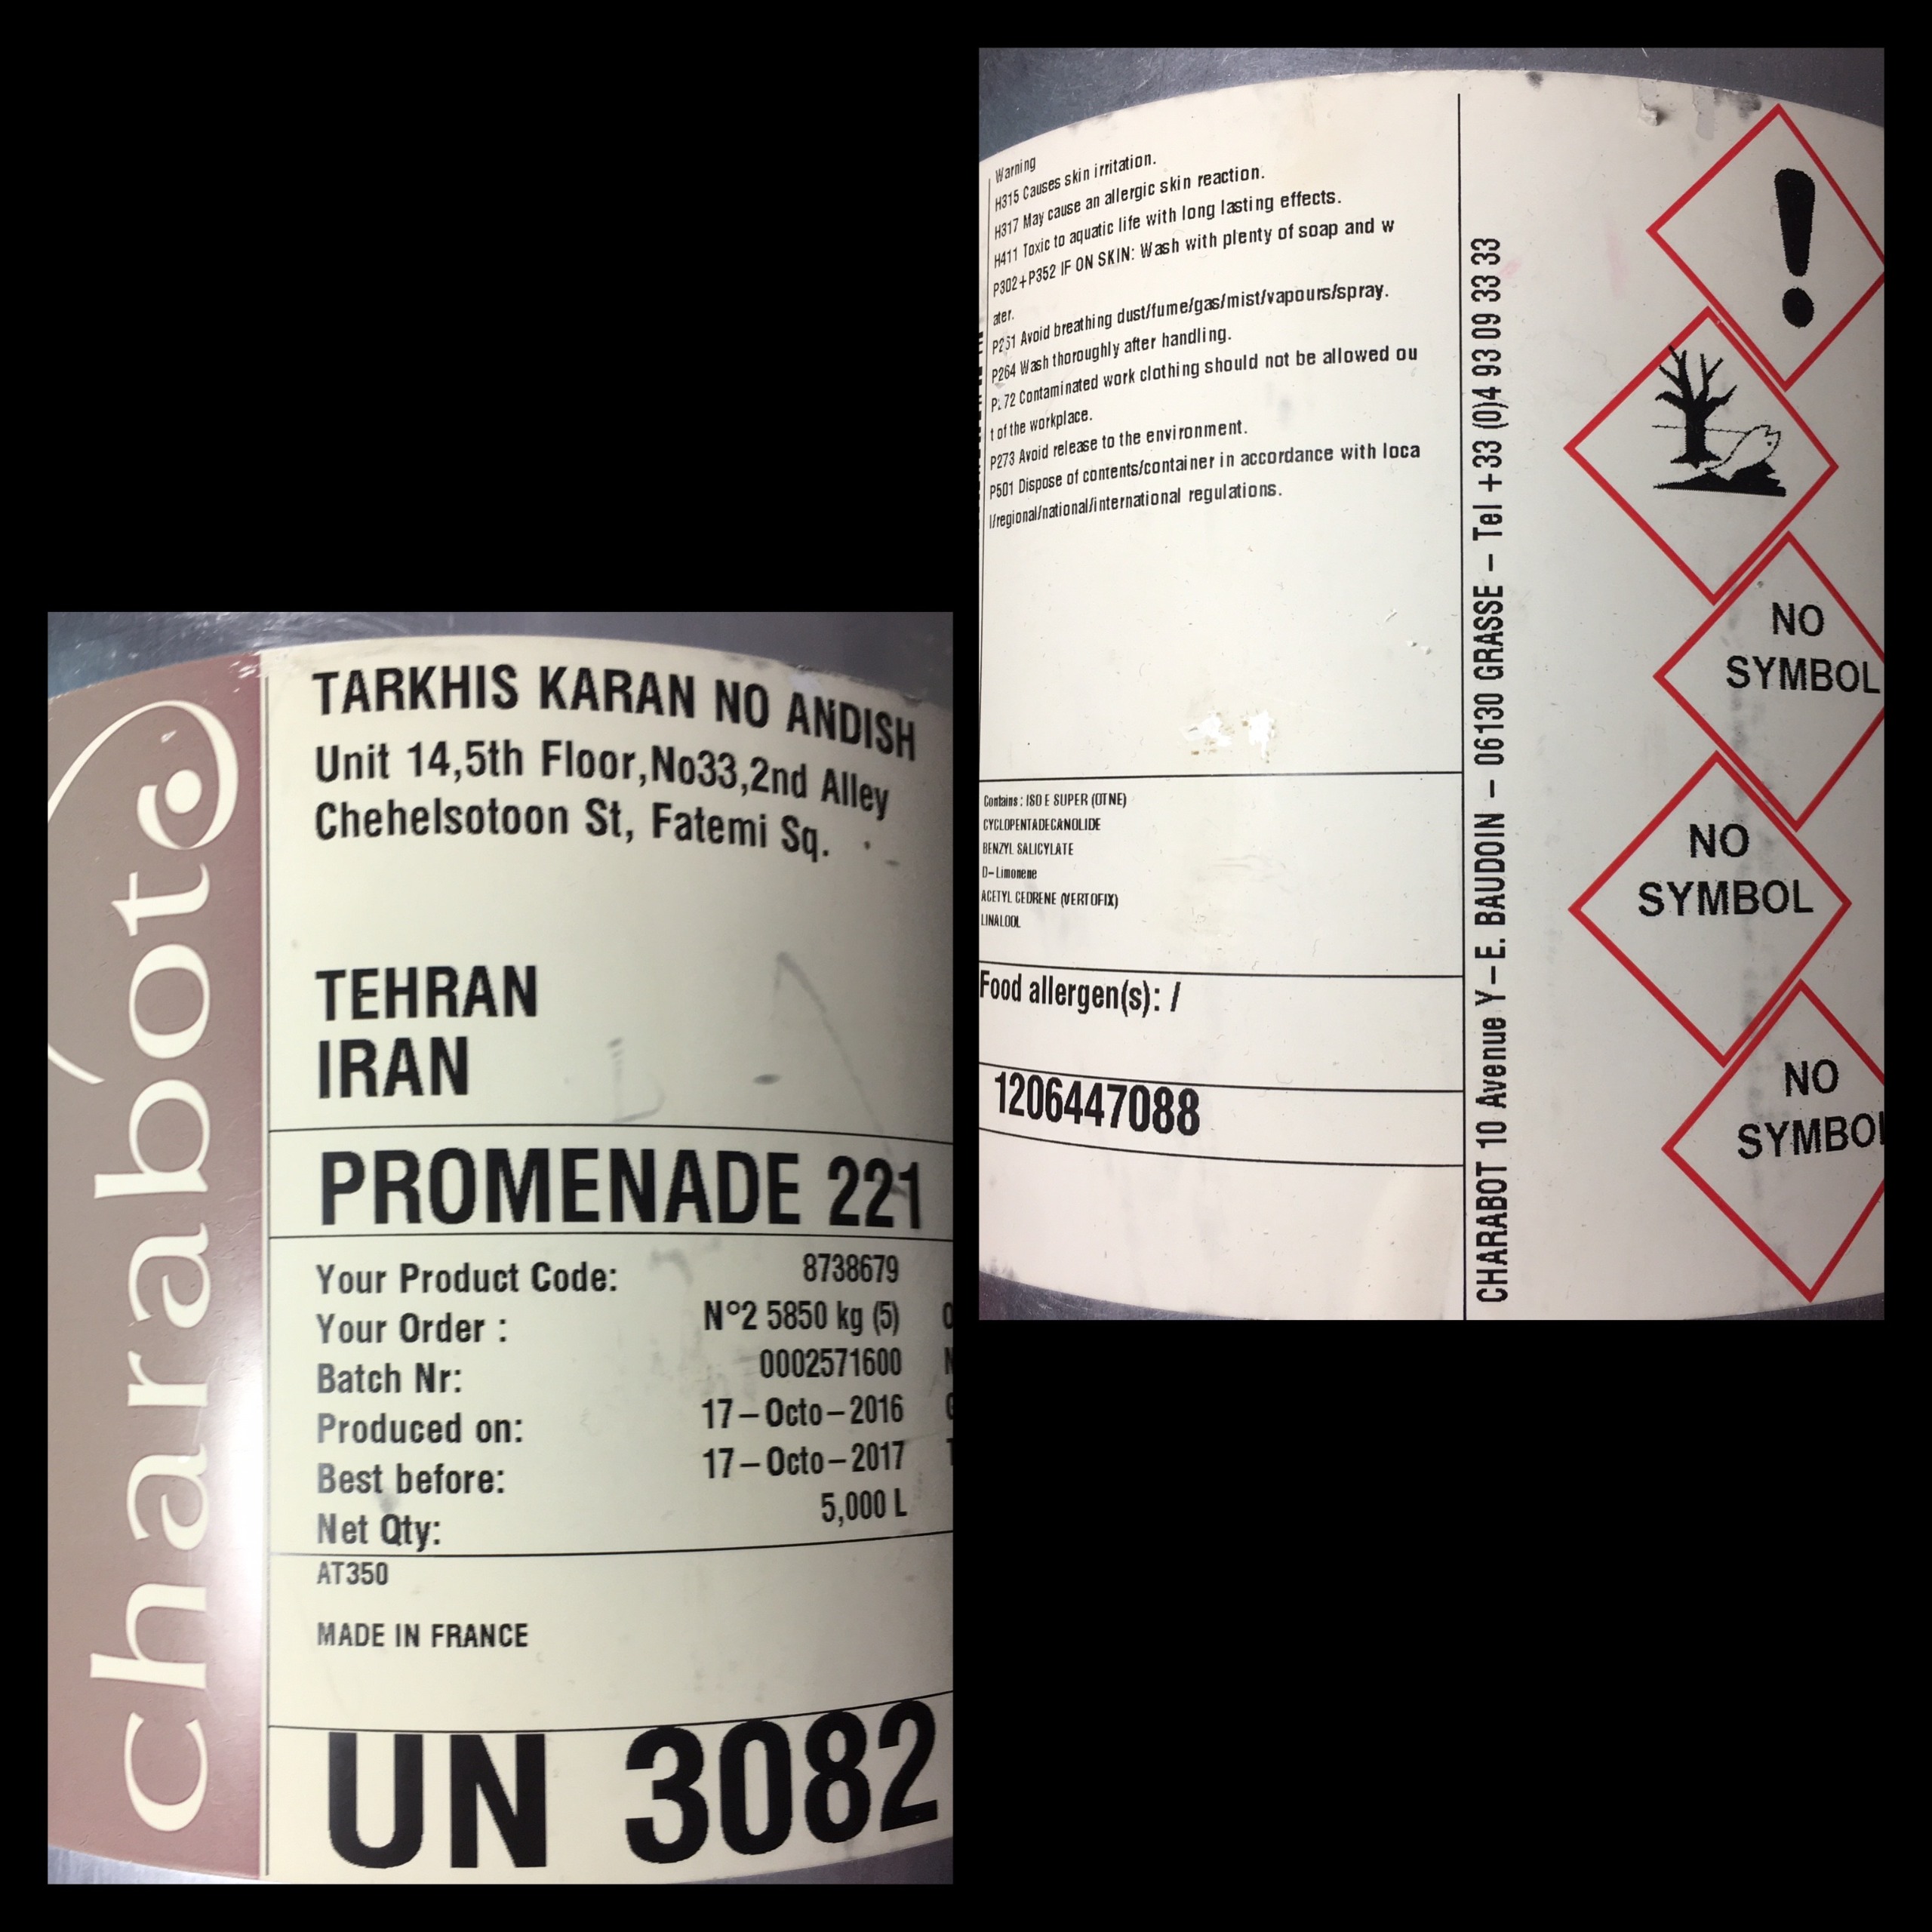 charabot
TARKHIS KARAN NO ANDISH
Unit 14,5th Floor,No33,2nd Alley
Chehelsotoon St, Fatemi Sq.
TEHRAN
IRAN
PROMENADE 221
Your Product Code: 8738679
Your Order : N°2 5850 kg (5)
Batch Nr: 0002571600
Produced on: 17-Octo-2016
Best before: 17-Octo-2017
Net Qty: 5,000 L
AT350
MADE IN FRANCE
UN 3082
Warning
H315 Causes skin irritation.
H317 May cause an allergic skin reaction.
H411 Toxic to aquatic life with long lasting effects.
P302+P352 IF ON SKIN: Wash with plenty of soap and w
ater.
P261 Avoid breathing dust/fume/gas/mist/vapours/spray.
P264 Wash thoroughly after handling.
P272 Contaminated work clothing should not be allowed ou
t of the workplace.
P273 Avoid release to the environment.
P501 Dispose of contents/container in accordance with loca
l/regional/national/international regulations.
Contains : ISO E SUPER (OTNE)
CYCLOPENTADECANOLIDE
BENZYL SALICYLATE
D-Limonene
ACETYL CEDRENE (VERTOFIX)
LINALOOL
Food allergen(s): /
1206447088
CHARABOT 10 Avenue Y-E. BAUDOIN - 06130 GRASSE - Tel +33 (0)4 93 09 33 33
NO
SYMBOL
NO
SYMBOL
NO
SYMBOL